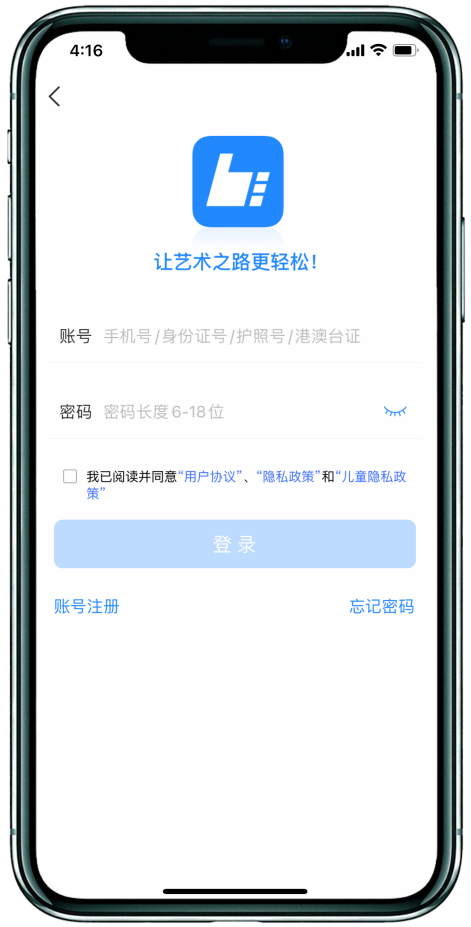 4:16
让艺术之路更轻松！
账号 手机号/身份证号/护照号/港澳台证
密码 密码长度6-18位
我已阅读并同意“用户协议”、“隐私政策”和“儿童隐私政
策”
登录
账号注册 忘记密码